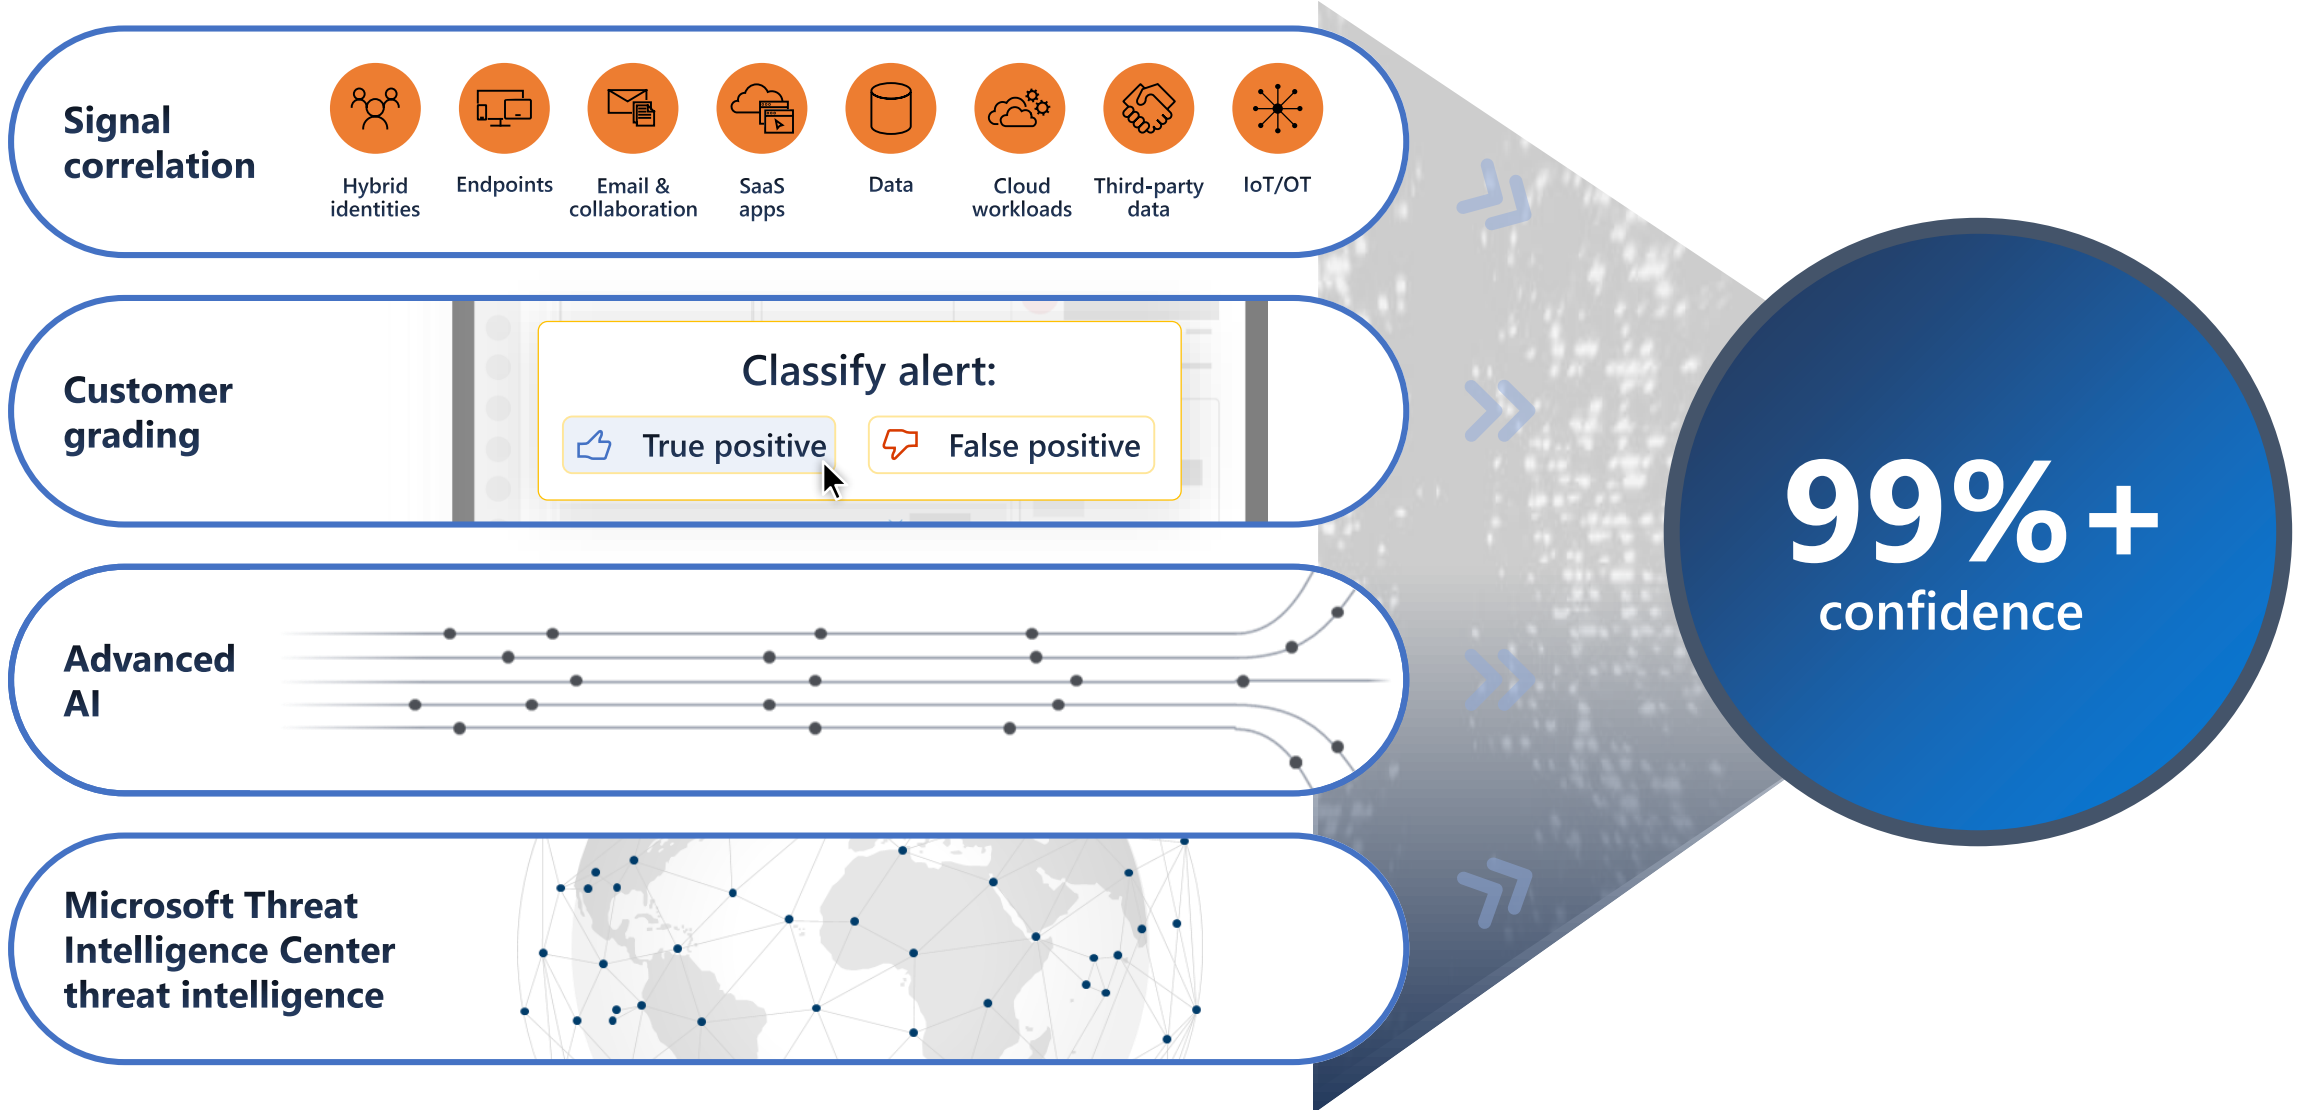 Signal
correlation
Hybrid
identities
Endpoints
Email &
collaboration
SaaS
apps
Data
Cloud
workloads
Third-party
data
IoT/OT
Customer
grading
Classify alert:
True positive
False positive
Advanced
AI
Microsoft Threat
Intelligence Center
threat intelligence
99%+
confidence